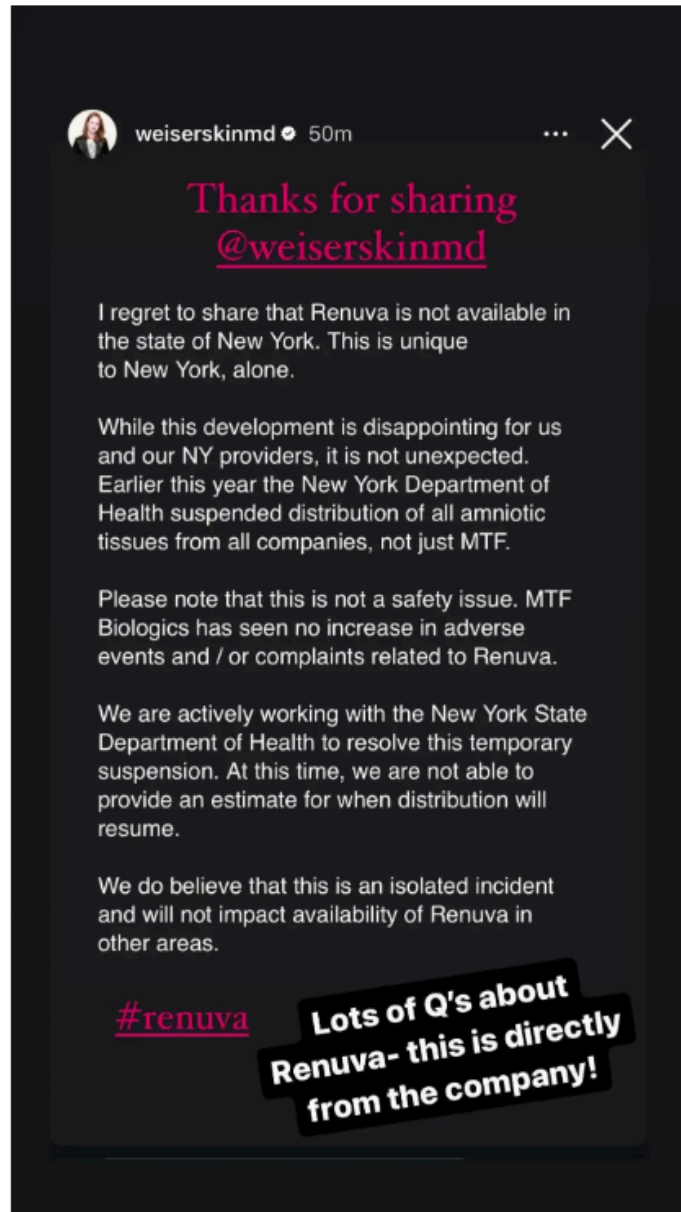 weiserskinmd 50m
Thanks for sharing
@weiserskinmd
I regret to share that Renuva is not available in
the state of New York. This is unique
to New York, alone.
While this development is disappointing for us
and our NY providers, it is not unexpected.
Earlier this year the New York Department of
Health suspended distribution of all amniotic
tissues from all companies, not just MTF.
Please note that this is not a safety issue. MTF
Biologics has seen no increase in adverse
events and / or complaints related to Renuva.
We are actively working with the New York State
Department of Health to resolve this temporary
suspension. At this time, we are not able to
provide an estimate for when distribution will
resume.
We do believe that this is an isolated incident
and will not impact availability of Renuva in
other areas.
#renuva
Lots of Q's about
Renuva- this is directly
from the company!